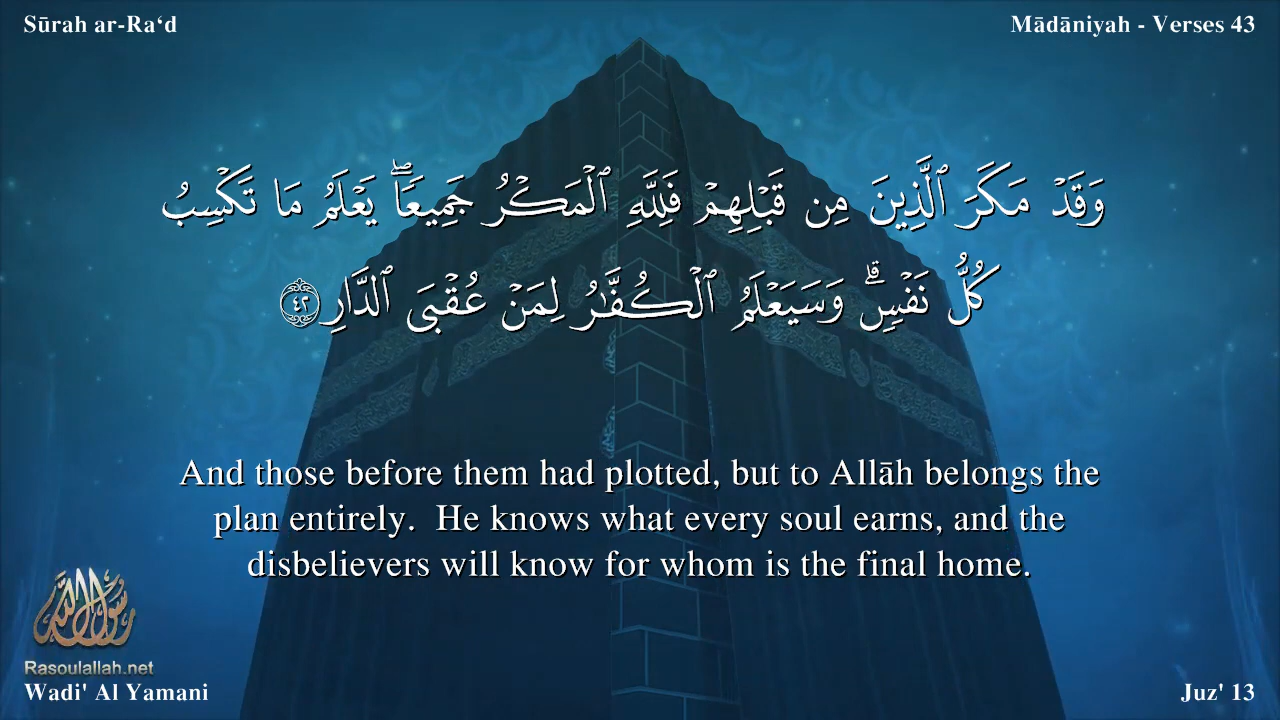 Sūrah ar-Ra‘d
Mādāniyah - Verses 43
وَقَدْ مَكَرَ ٱلَّذِينَ مِن قَبْلِهِمْ فَلِلَّهِ ٱلْمَكْرُ جَمِيعًا ۖ يَعْلَمُ مَا تَكْسِبُ
كُلُّ نَفْسٍ ۗ وَسَيَعْلَمُ ٱلْكُفَّـٰرُ لِمَنْ عُقْبَى ٱلدَّارِ ٤٢
And those before them had plotted, but to Allāh belongs the
plan entirely.  He knows what every soul earns, and the
disbelievers will know for whom is the final home.
رسول الله
Rasoulallah.net
Wadi' Al Yamani
Juz' 13